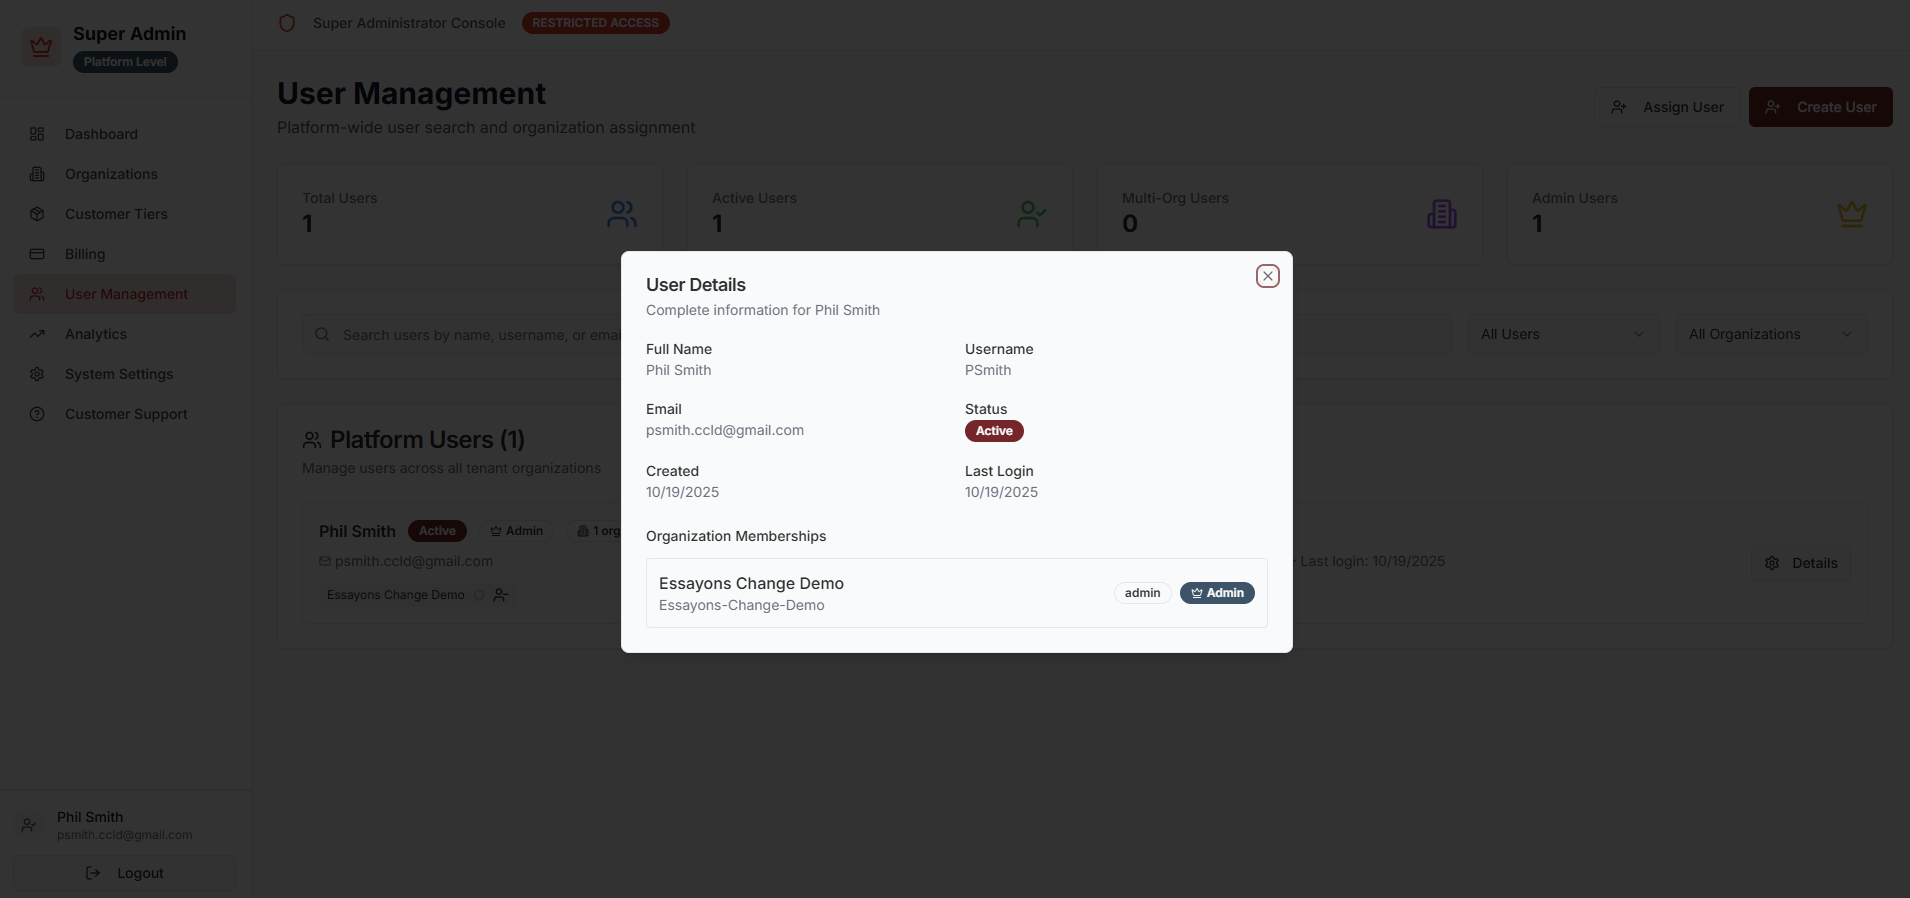 Super Admin
Platform Level
Dashboard
Organizations
Customer Tiers
Billing
User Management
Analytics
System Settings
Customer Support
Phil Smith
psmith.ccld@gmail.com
Logout
Super Administrator Console RESTRICTED ACCESS
User Management
Platform-wide user search and organization assignment
Assign User
Create User
Total Users
1
Active Users
1
Multi-Org Users
0
Admin Users
1
Search users by name, username, or emai
All Users
All Organizations
Platform Users (1)
Manage users across all tenant organizations
Phil Smith Active Admin 1 org
psmith.ccld@gmail.com
Last login: 10/19/2025
Essayons Change Demo
Details
User Details
Complete information for Phil Smith
Full Name
Phil Smith
Username
PSmith
Email
psmith.ccld@gmail.com
Status
Active
Created
10/19/2025
Last Login
10/19/2025
Organization Memberships
Essayons Change Demo
Essayons-Change-Demo
admin Admin